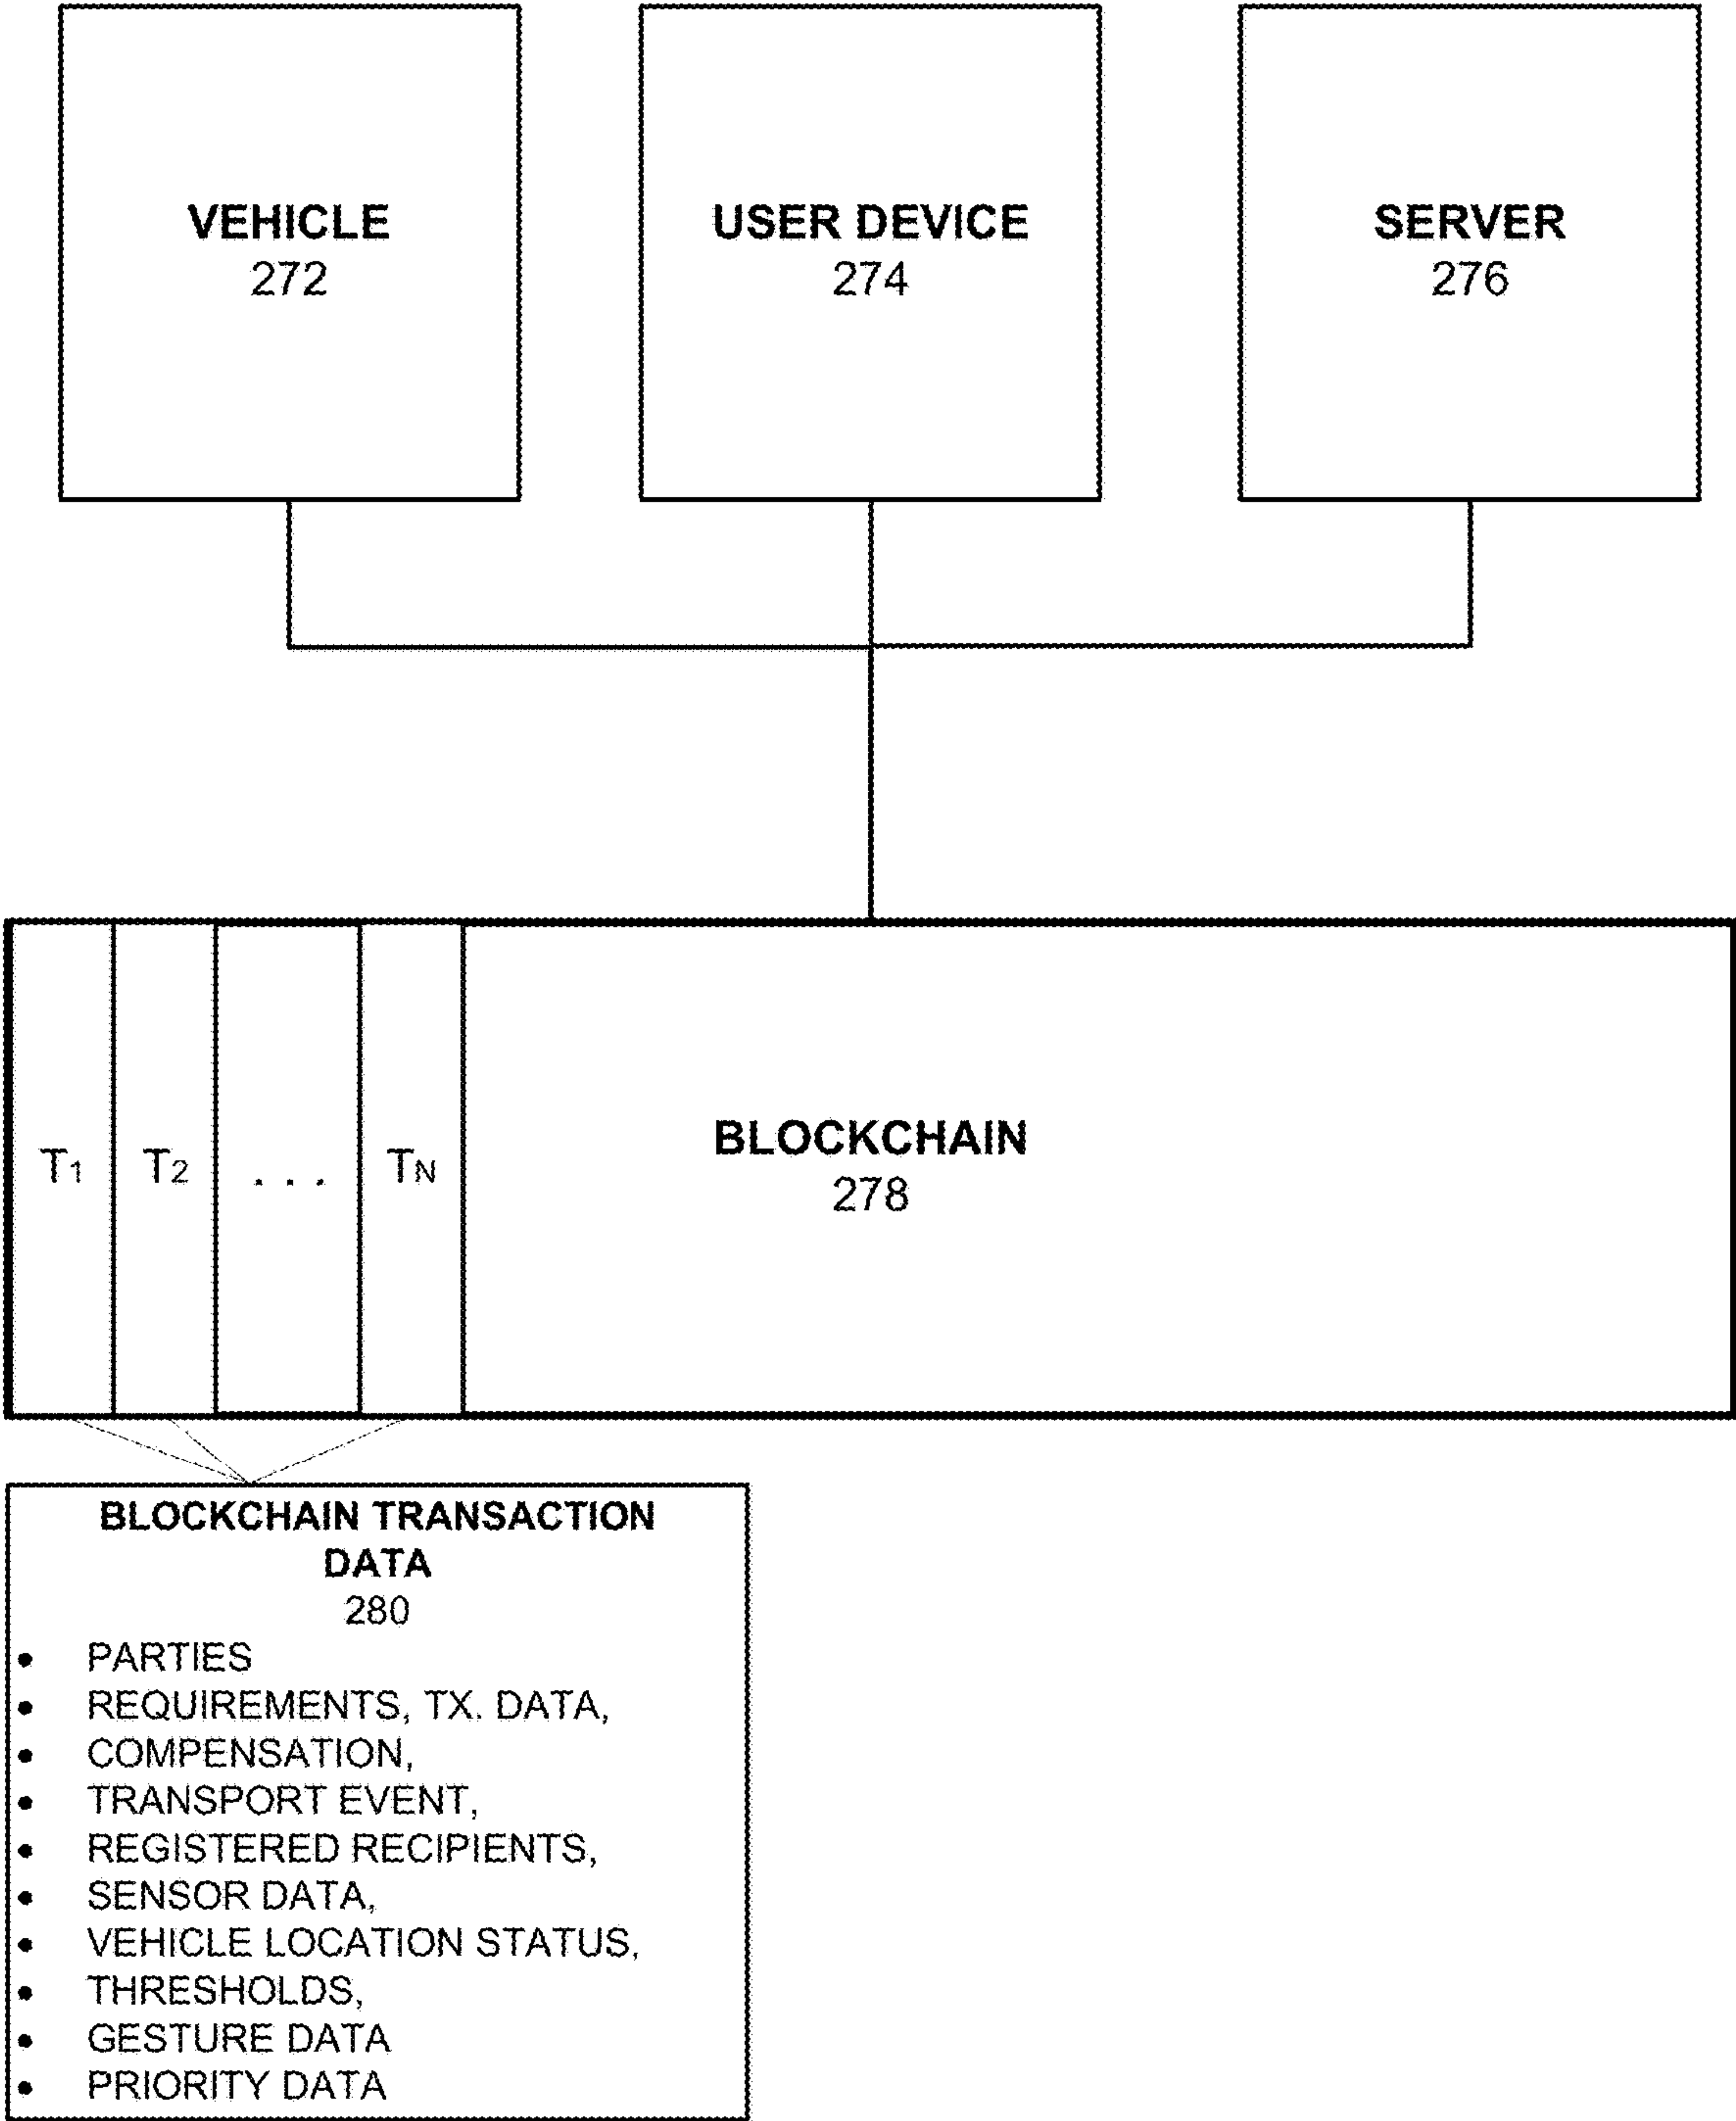 VEHICLE
272
USER DEVICE
274
SERVER
276
T1 T2 . . . TN
BLOCKCHAIN
278
BLOCKCHAIN TRANSACTION
DATA
280
• PARTIES
• REQUIREMENTS, TX. DATA,
• COMPENSATION,
• TRANSPORT EVENT,
• REGISTERED RECIPIENTS,
• SENSOR DATA,
• VEHICLE LOCATION STATUS,
• THRESHOLDS,
• GESTURE DATA
• PRIORITY DATA